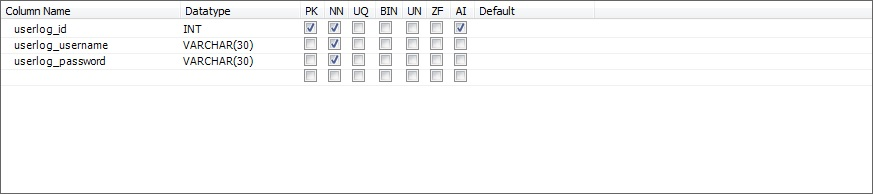 Column Name Datatype PK NN UQ BIN UN ZF AI Default
userlog_id INT
userlog_username VARCHAR(30)
userlog_password VARCHAR(30)